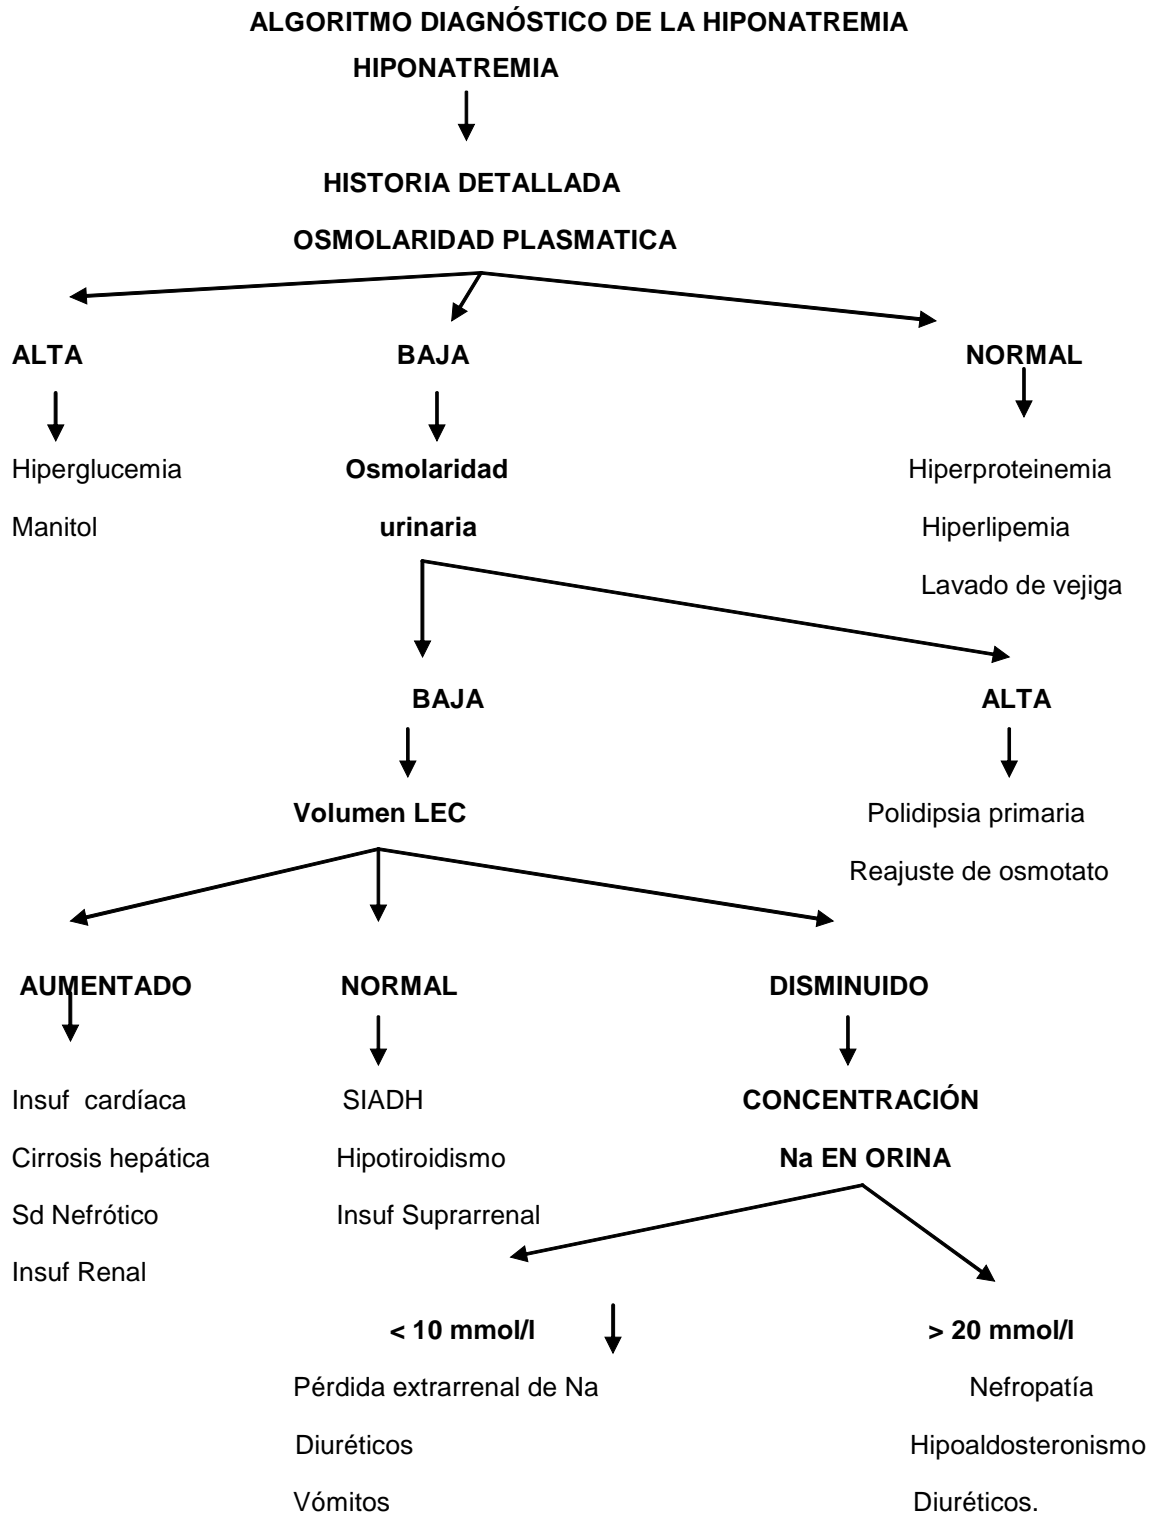 ALGORITMO DIAGNÓSTICO DE LA HIPONATREMIA
HIPONATREMIA
HISTORIA DETALLADA
OSMOLARIDAD PLASMATICA
ALTA BAJA NORMAL
Hiperglucemia Osmolaridad Hiperproteinemia
Manitol urinaria Hiperlipemia
Lavado de vejiga
BAJA ALTA
Volumen LEC Polidipsia primaria
Reajuste de osmotato
AUMENTADO NORMAL DISMINUIDO
Insuf cardíaca SIADH CONCENTRACIÓN
Cirrosis hepática Hipotiroidismo Na EN ORINA
Sd Nefrótico Insuf Suprarrenal
Insuf Renal
< 10 mmol/l > 20 mmol/l
Pérdida extrarrenal de Na Nefropatía
Diuréticos Hipoaldosteronismo
Vómitos Diuréticos.